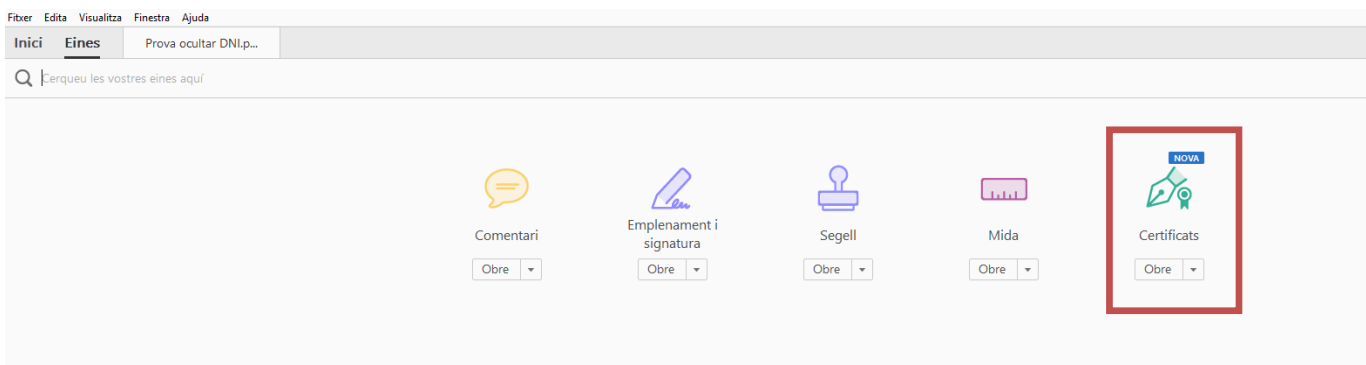 Fitxer Edita Visualitza Finestra Ajuda
Inici Eines Prova ocultar DNI.p...
Cerqueu les vostres eines aquí
NOVA
Comentari
Emplenament i
signatura
Segell
Mida
Certificats
Obre
Obre
Obre
Obre
Obre